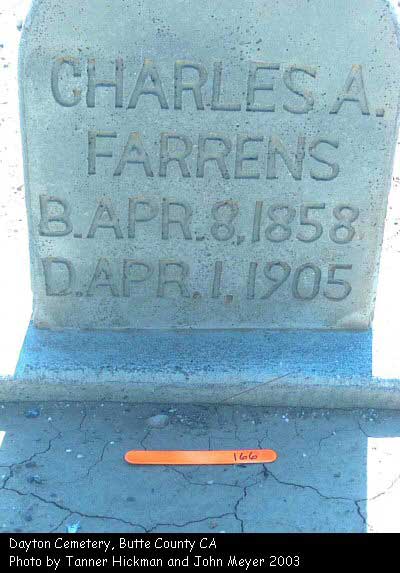 CHARLES A.
FARRENS
B. APR. 8, 1858
D. APR. 1, 1905
166
Dayton Cemetery, Butte County CA
Photo by Tanner Hickman and John Meyer 2003